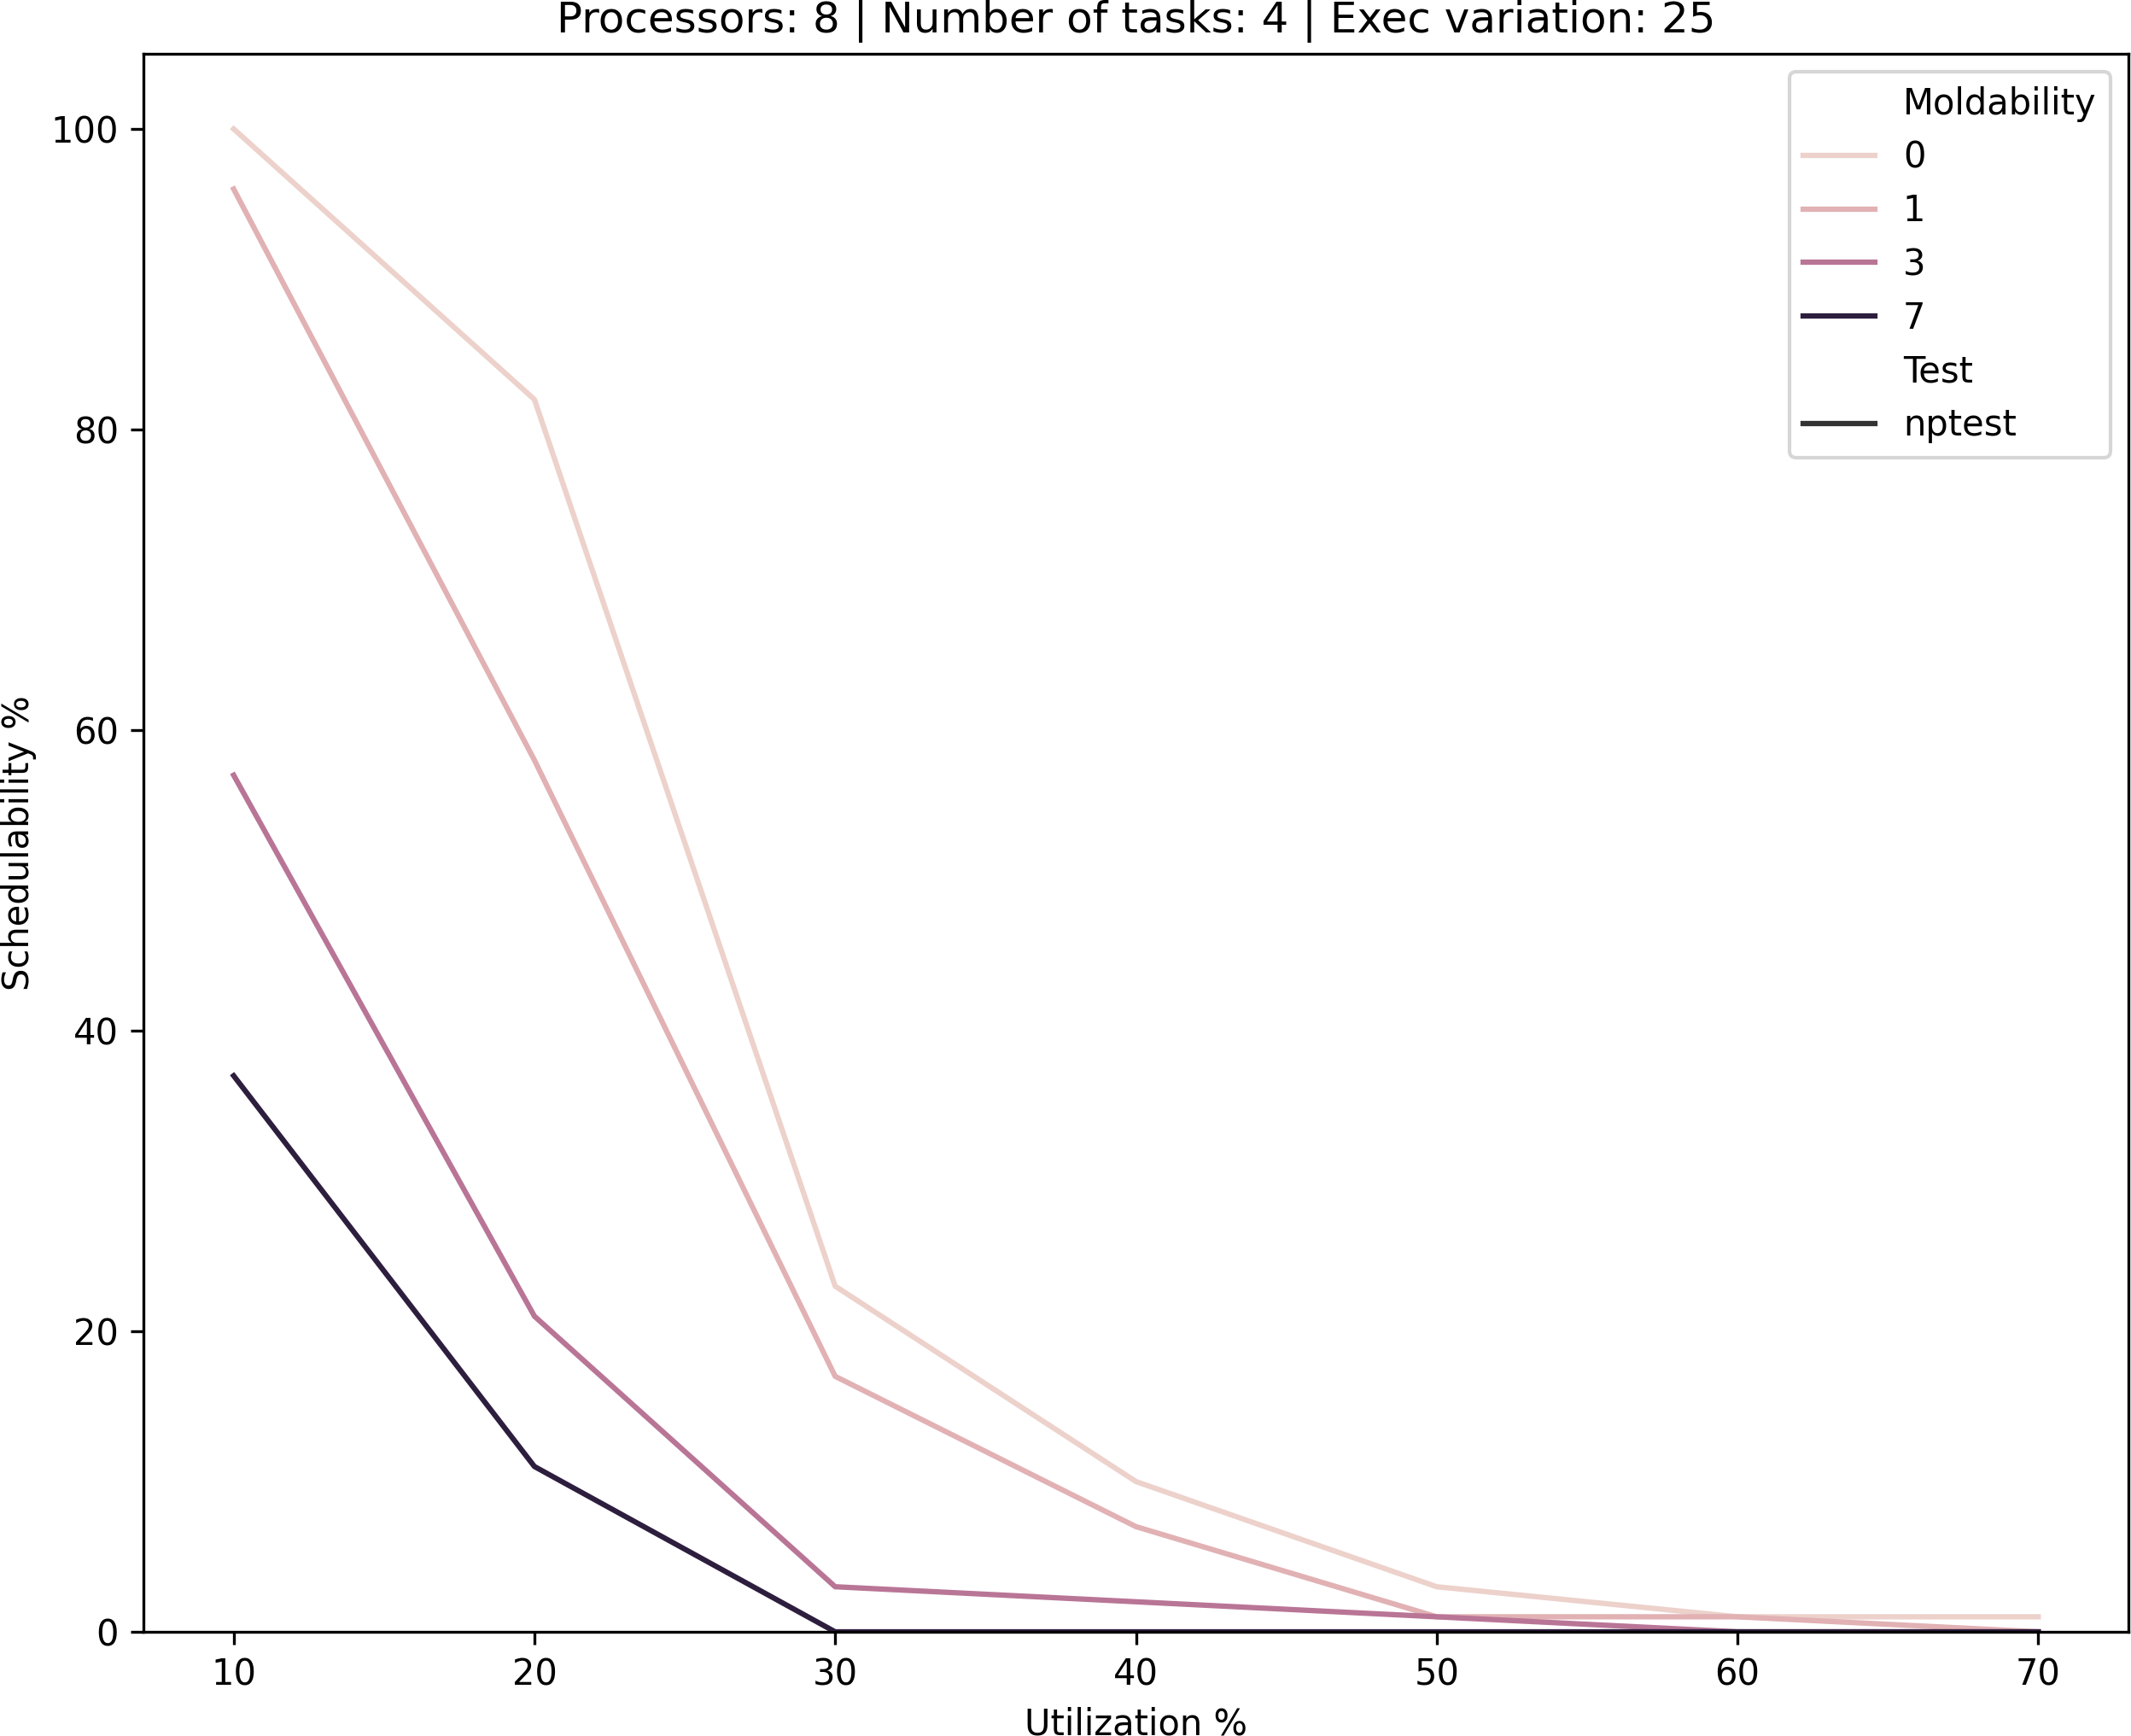 Processors: 8 | Number of tasks: 4 | Exec variation: 25
Moldability
0
1
3
7
Test
nptest
Schedulability %
100
80
60
40
20
0
10 20 30 40 50 60 70
Utilization %